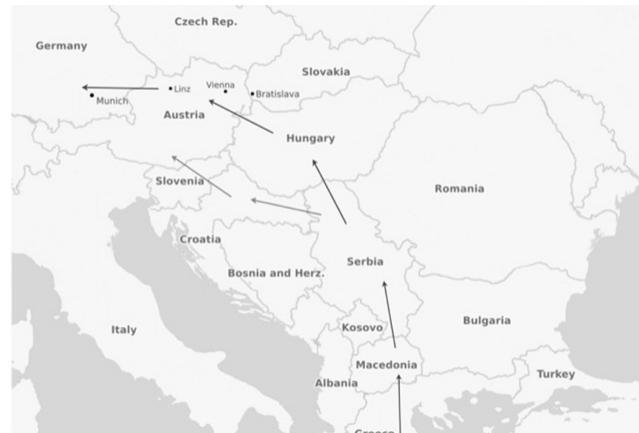 Czech Rep.
Germany
Slovakia
Linz
Vienna
Bratislava
Munich
Austria
Hungary
Slovenia
Romania
Croatia
Serbia
Bosnia and Herz.
Kosovo
Bulgaria
Italy
Macedonia
Albania
Turkey
Greece